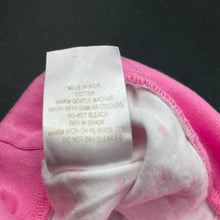 MADE IN INDIA
COTTON
WARM GENTLE MACHINE
WASH WITH SIMILAR COLOURS
DO NOT BLEACH
DRY IN SHADE
WARM IRON ON REVERSE SIDE
DO NOT DRY CLEAN